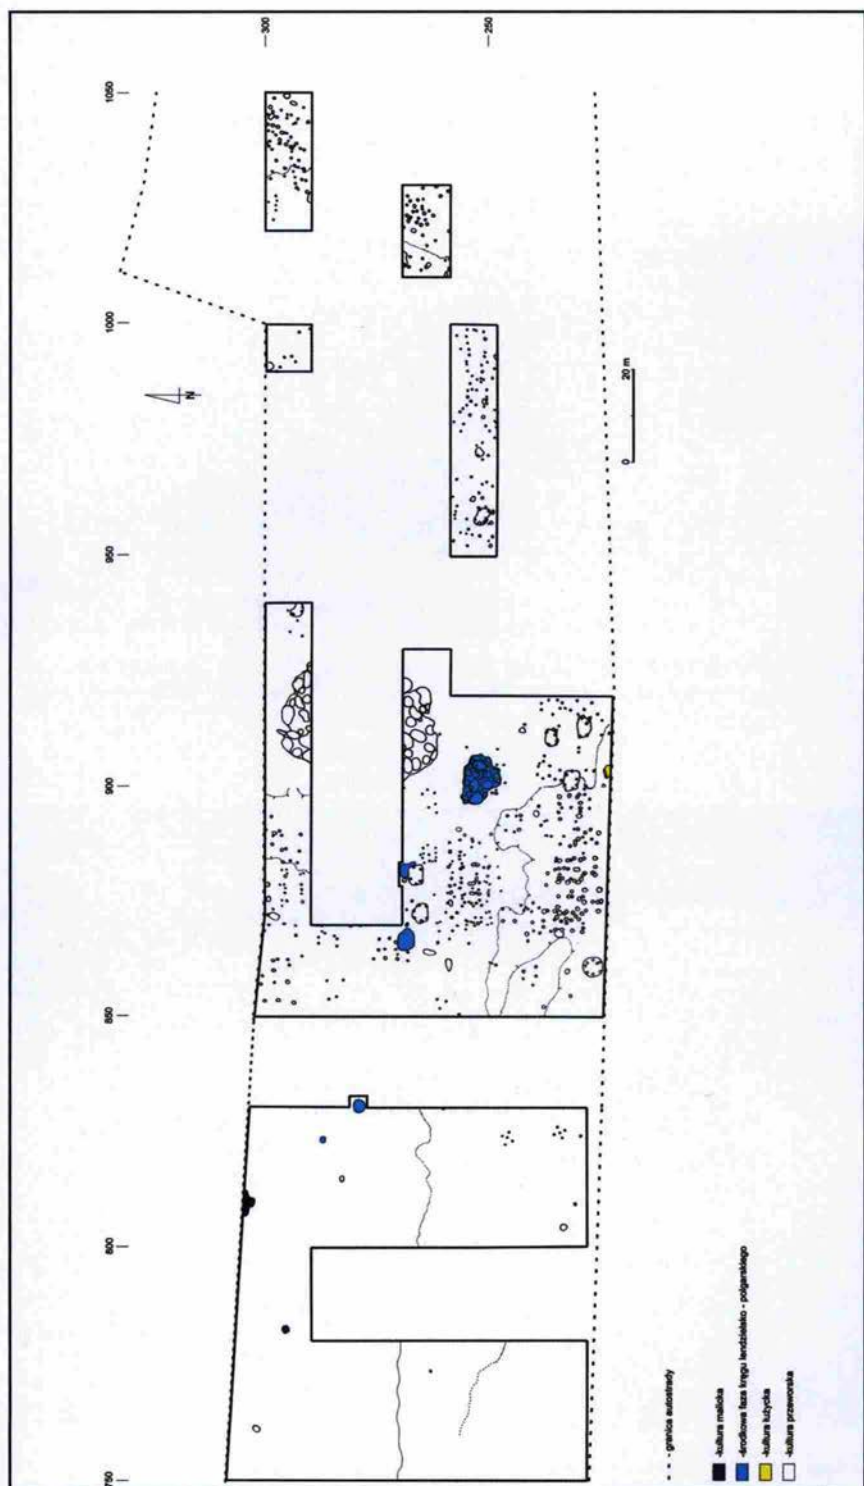 300
250
1050
1000
950
900
850
800
750
N
0 20 m
- granica autostrady
-kultura malicka
-środkowa faza kręgu lendzielsko - polgarskiego
-kultura łużycka
-kultura przeworska